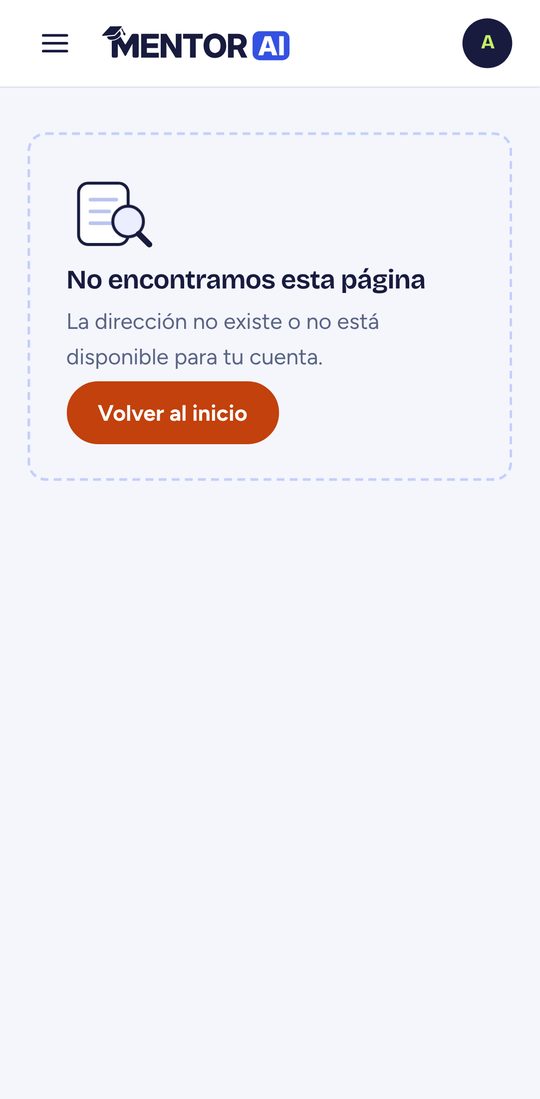 MENTOR AI
A
No encontramos esta página
La dirección no existe o no está
disponible para tu cuenta.
Volver al inicio